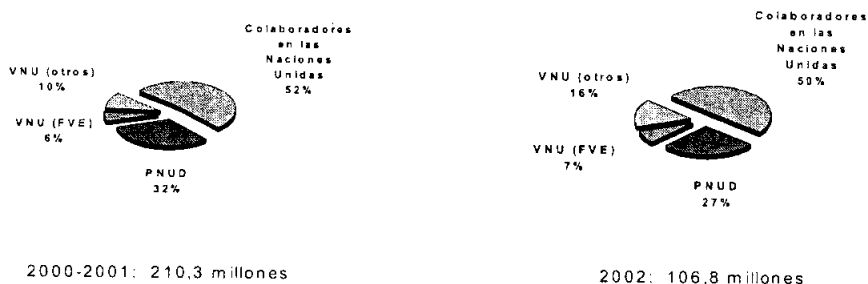 Colaboradores
en las
Naciones
Unidas
52%
VNU (otros)
10%
VNU (FVE)
6%
PNUD
32%
2000-2001: 210,3 millones
Colaboradores
en las
Naciones
Unidas
50%
VNU (otros)
16%
VNU (FVE)
7%
PNUD
27%
2002: 106,8 millones